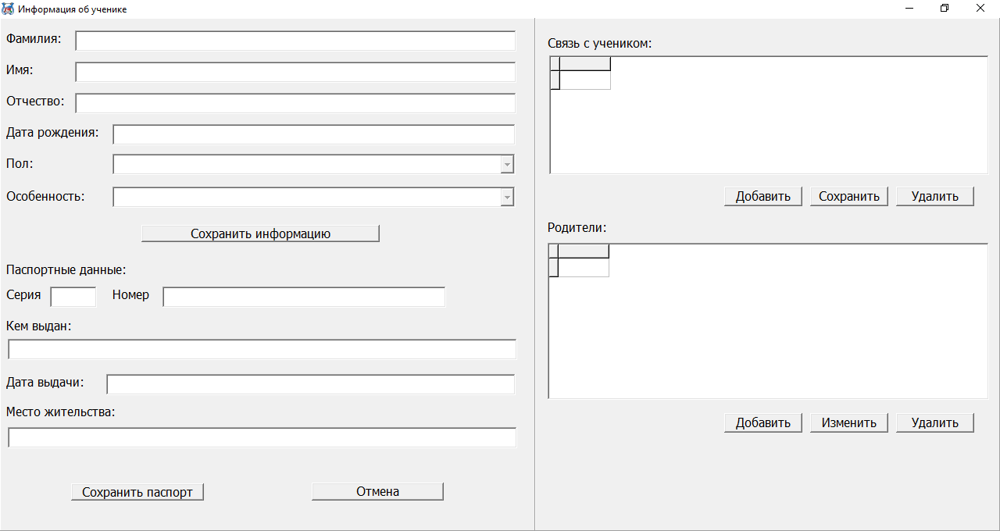 Информация об ученике
Фамилия:
Имя:
Отчество:
Дата рождения:
Пол:
Особенность:
Сохранить информацию
Паспортные данные:
Серия Номер
Кем выдан:
Дата выдачи:
Место жительства:
Сохранить паспорт Отмена
Связь с учеником:
Добавить Сохранить Удалить
Родители:
Добавить Изменить Удалить